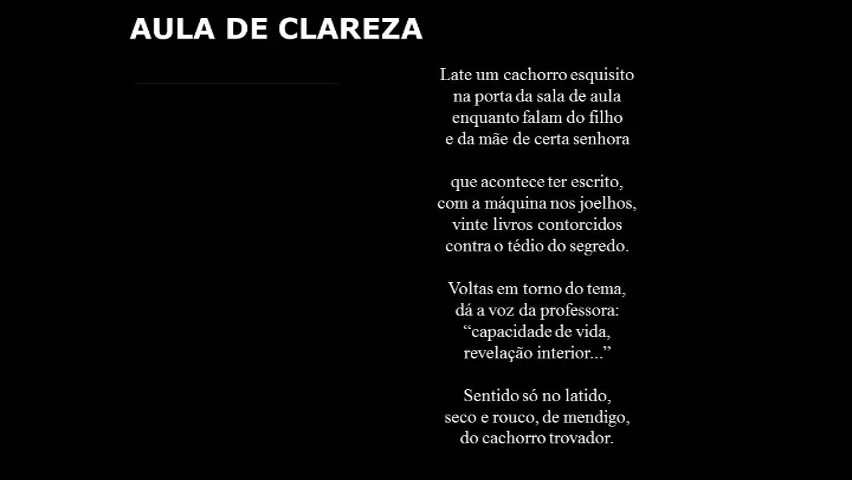 AULA DE CLAREZA
Late um cachorro esquisito
na porta da sala de aula
enquanto falam do filho
e da mãe de certa senhora
que acontece ter escrito,
com a máquina nos joelhos,
vinte livros contorcidos
contra o tédio do segredo.
Voltas em torno do tema,
dá a voz da professora:
“capacidade de vida,
revelação interior...”
Sentido só no latido,
seco e rouco, de mendigo,
do cachorro trovador.